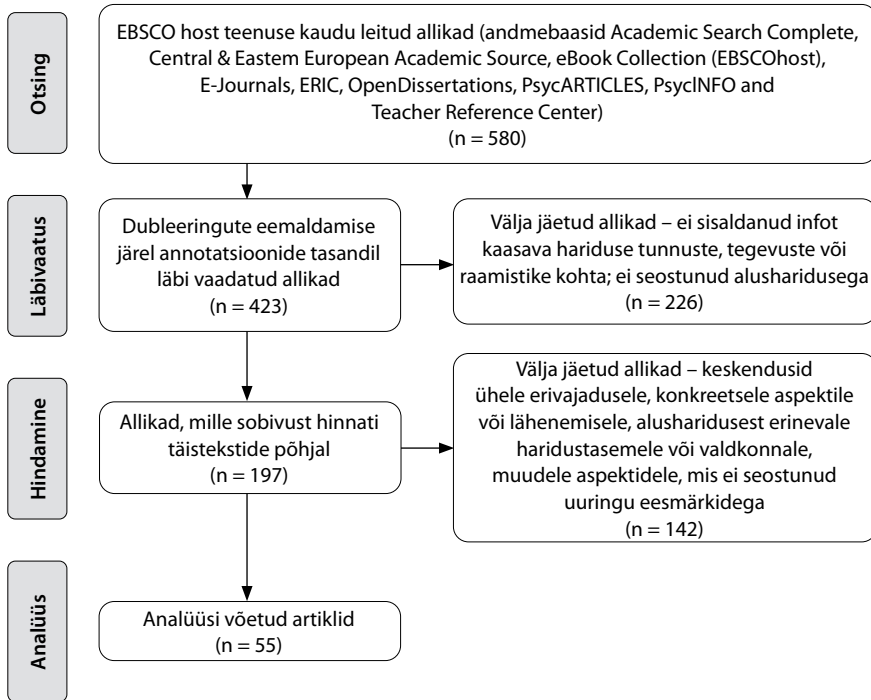 Otsing
EBSCO host teenuse kaudu leitud allikad (andmebaasid Academic Search Complete,
Central & Eastern European Academic Source, eBook Collection (EBSCOhost),
E-Journals, ERIC, OpenDissertations, PsycARTICLES, PsycINFO and
Teacher Reference Center)
(n = 580)
Läbivaatus
Dubleeringute eemaldamise
järel annotatsioonide tasandil
läbi vaadatud allikad
(n = 423)
Välja jäetud allikad – ei sisaldanud infot
kaasava hariduse tunnuste, tegevuste või
raamistike kohta; ei seostunud alusharidusega
(n = 226)
Hindamine
Allikad, mille sobivust hinnati
täistekstide põhjal
(n = 197)
Välja jäetud allikad – keskendusid
ühele erivajadusele, konkreetsele aspektile
või lähenemisele, alusharidusest erinevale
haridustasemele või valdkonnale,
muudele aspektidele, mis ei seostunud
uuringu eesmärkidega
(n = 142)
Analüüs
Analüüsi võetud artiklid
(n = 55)